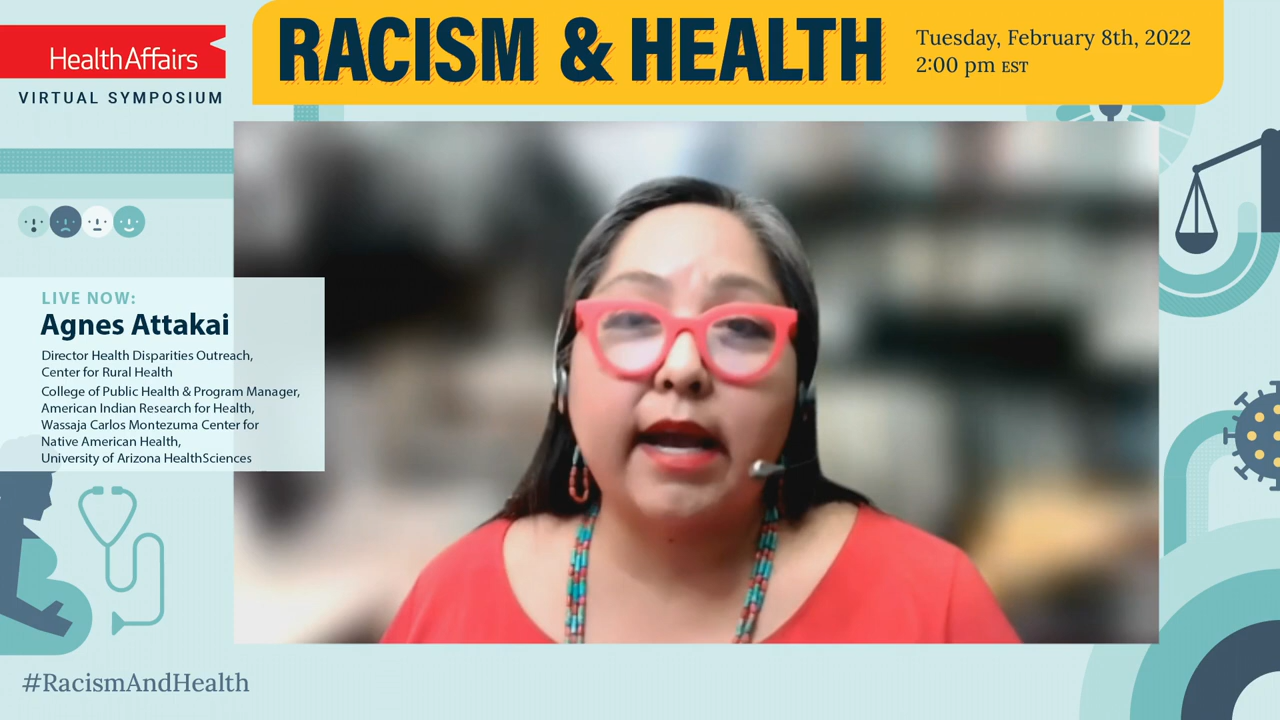 HealthAffairs
VIRTUAL SYMPOSIUM
RACISM & HEALTH
Tuesday, February 8th, 2022
2:00 pm EST
LIVE NOW:
Agnes Attakai
Director Health Disparities Outreach,
Center for Rural Health
College of Public Health & Program Manager,
American Indian Research for Health,
Wassaja Carlos Montezuma Center for
Native American Health,
University of Arizona HealthSciences
#RacismAndHealth